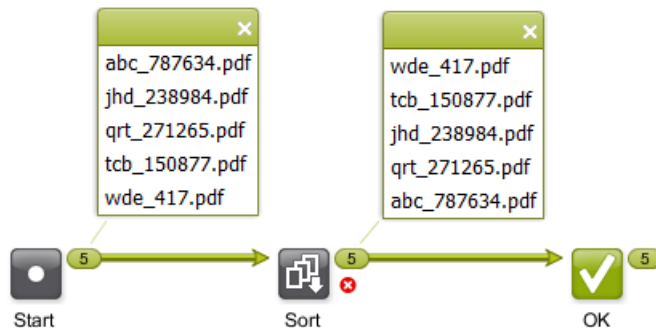 abc_787634.pdf
jhd_238984.pdf
qrt_271265.pdf
tcb_150877.pdf
wde_417.pdf
wde_417.pdf
tcb_150877.pdf
jhd_238984.pdf
qrt_271265.pdf
abc_787634.pdf
5
5
5
Start
Sort
OK